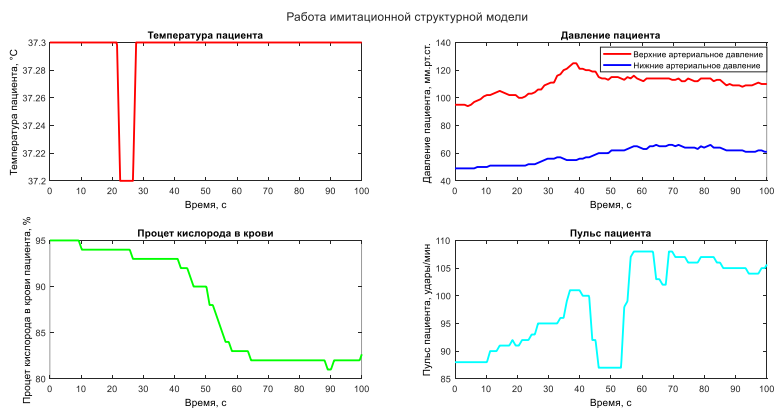 Работа имитационной структурной модели
Температура пациента
Температура пациента, °C
37.3
37.28
37.26
37.24
37.22
37.2
0 10 20 30 40 50 60 70 80 90 100
Время, с
Давление пациента
Давление пациента, мм.рт.ст.
140
120
100
80
60
40
Верхние артериальное давление
Нижние артериальное давление
0 10 20 30 40 50 60 70 80 90 100
Время, с
Процет кислорода в крови
Процет кислорода в крови пациента, %
95
90
85
80
0 10 20 30 40 50 60 70 80 90 100
Время, с
Пульс пациента
Пульс пациента, удары/мин
110
105
100
95
90
85
0 10 20 30 40 50 60 70 80 90 100
Время, с